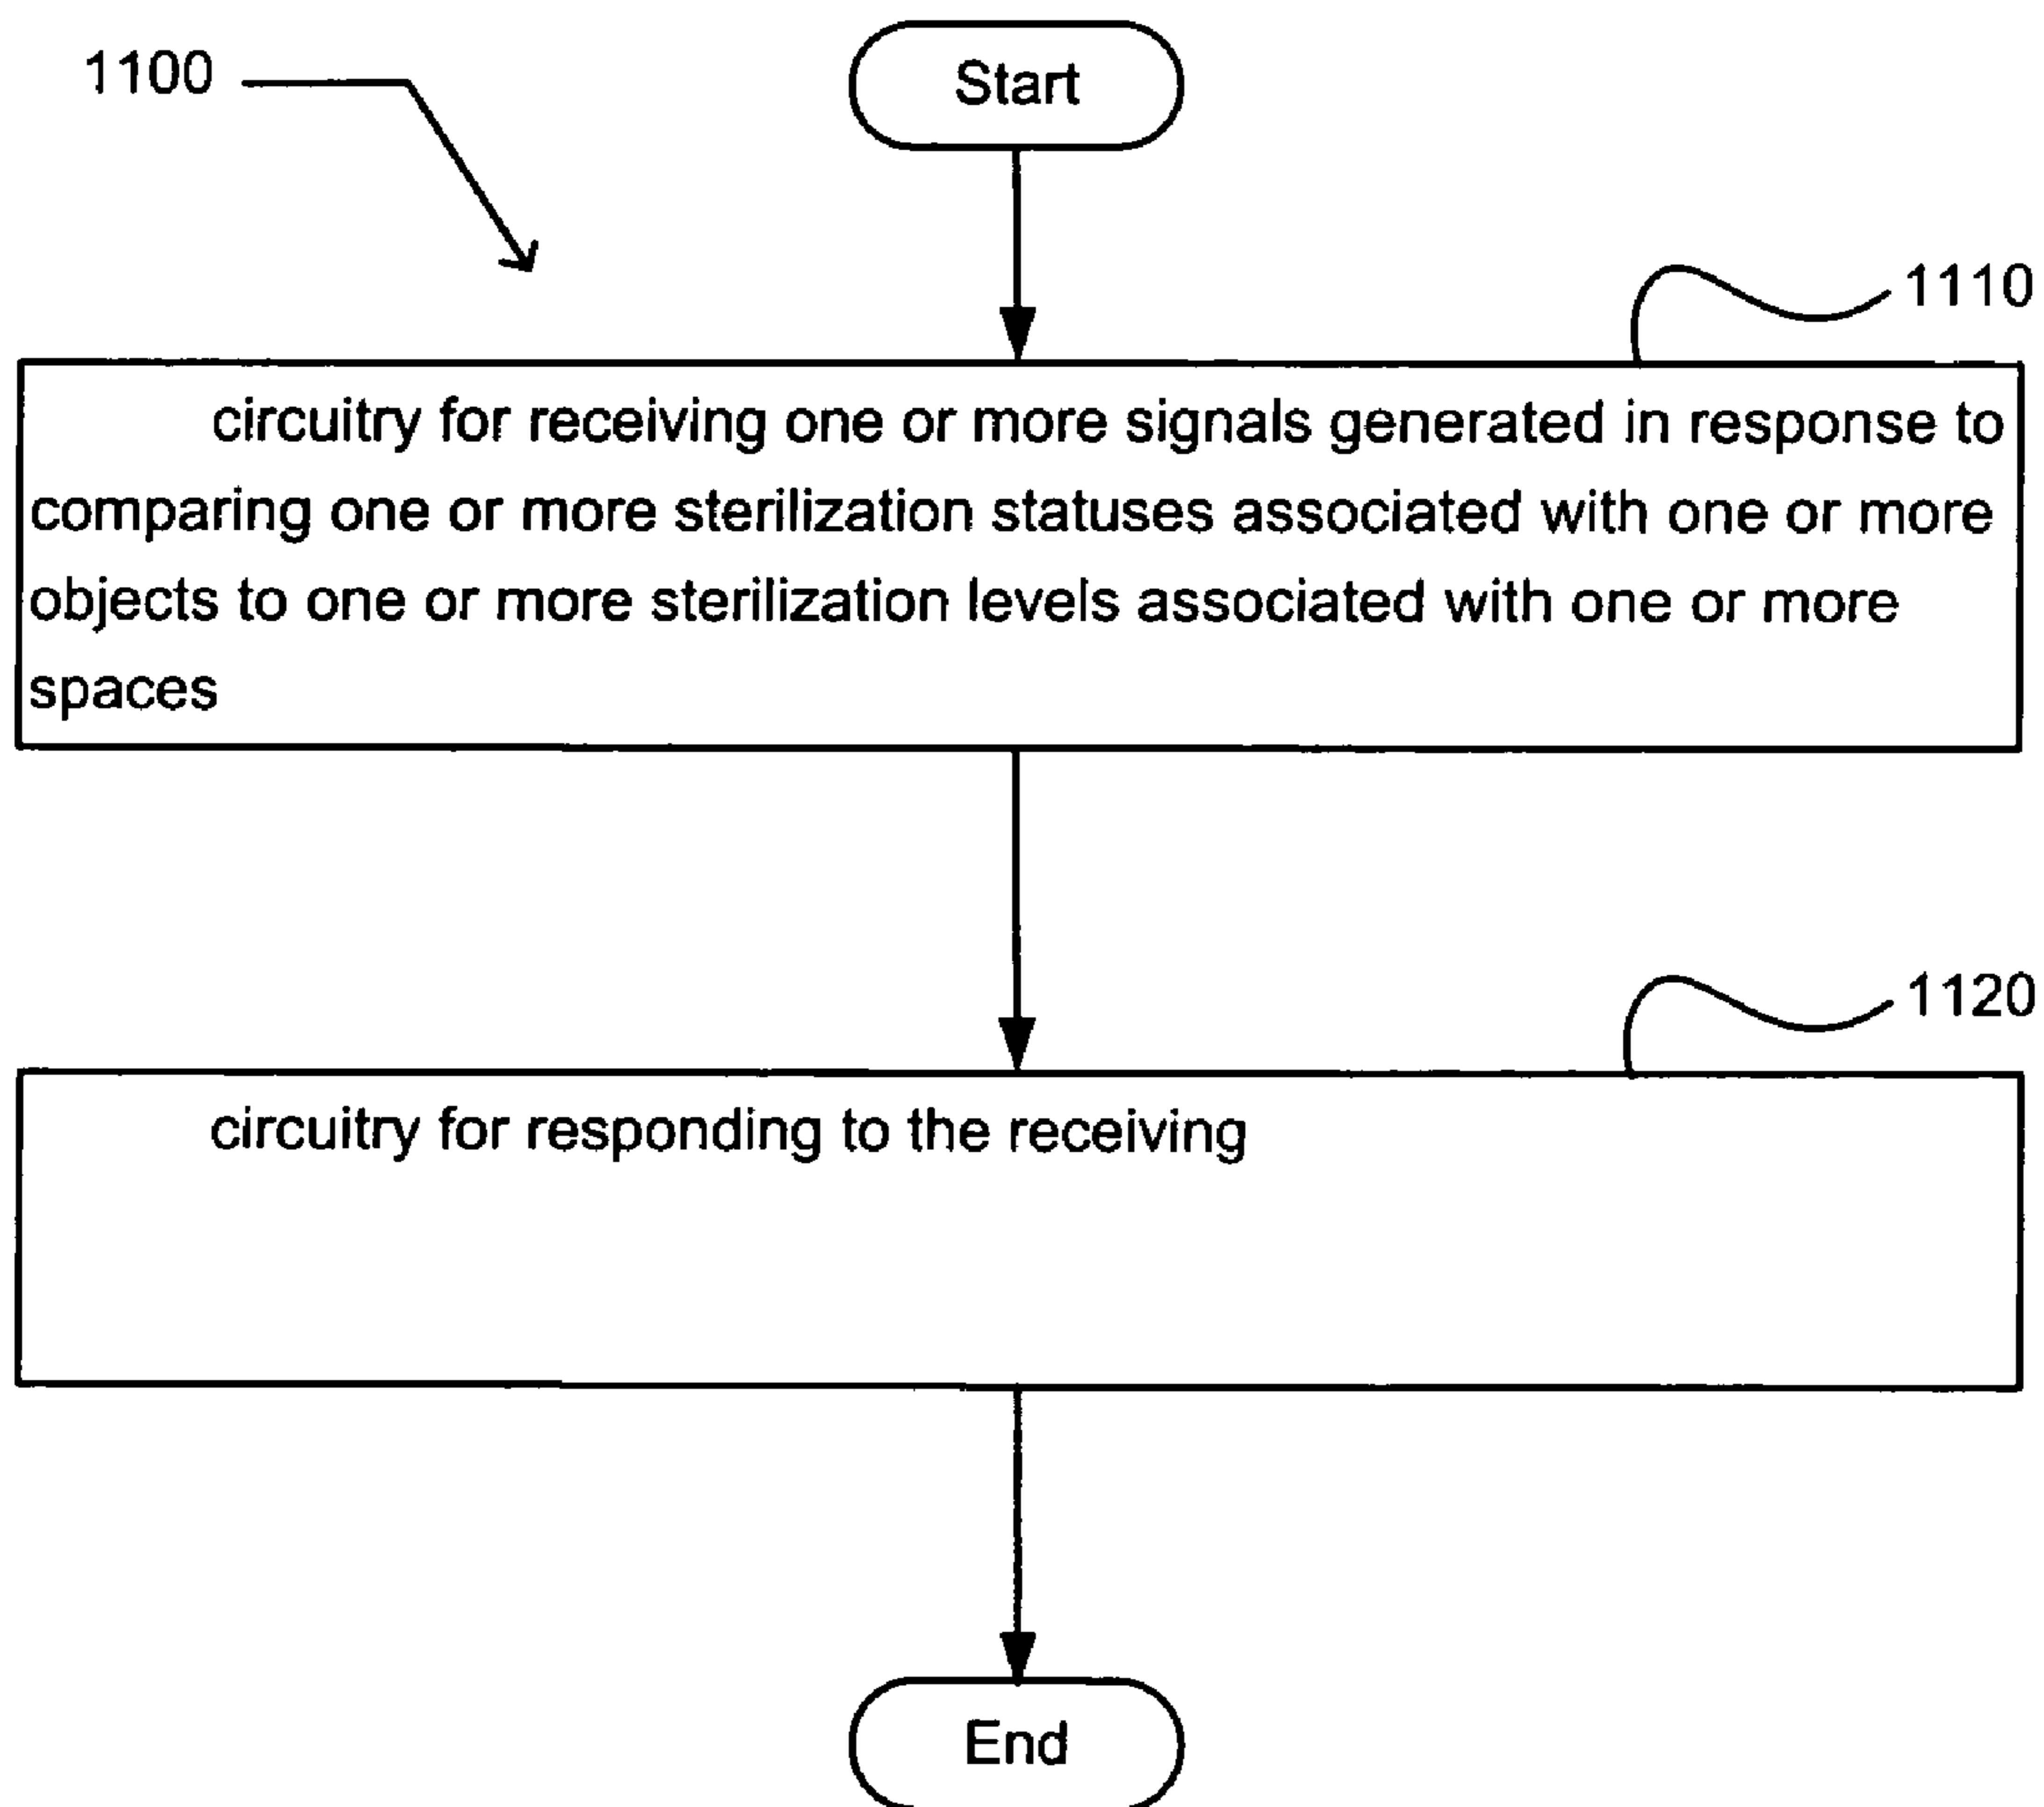 1100
Start
1110
circuitry for receiving one or more signals generated in response to
comparing one or more sterilization statuses associated with one or more
objects to one or more sterilization levels associated with one or more
spaces
1120
circuitry for responding to the receiving
End